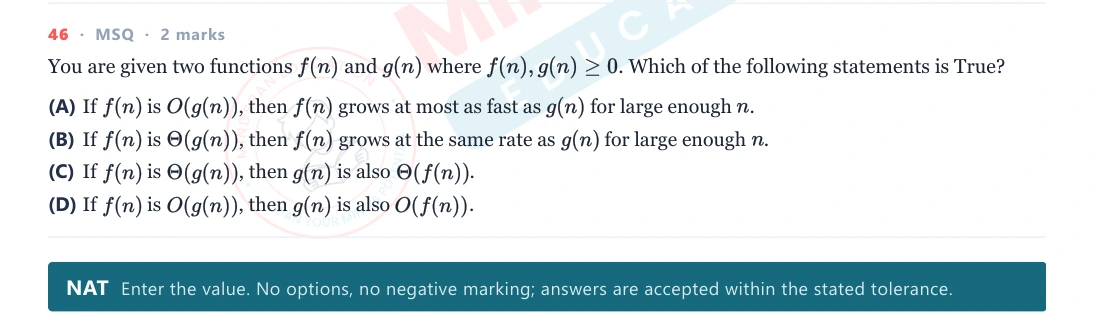 46 · MSQ · 2 marks
You are given two functions f(n) and g(n) where f(n), g(n) ≥ 0. Which of the following statements is True?
(A) If f(n) is O(g(n)), then f(n) grows at most as fast as g(n) for large enough n.
(B) If f(n) is Θ(g(n)), then f(n) grows at the same rate as g(n) for large enough n.
(C) If f(n) is Θ(g(n)), then g(n) is also Θ(f(n)).
(D) If f(n) is O(g(n)), then g(n) is also O(f(n)).
NAT Enter the value. No options, no negative marking; answers are accepted within the stated tolerance.